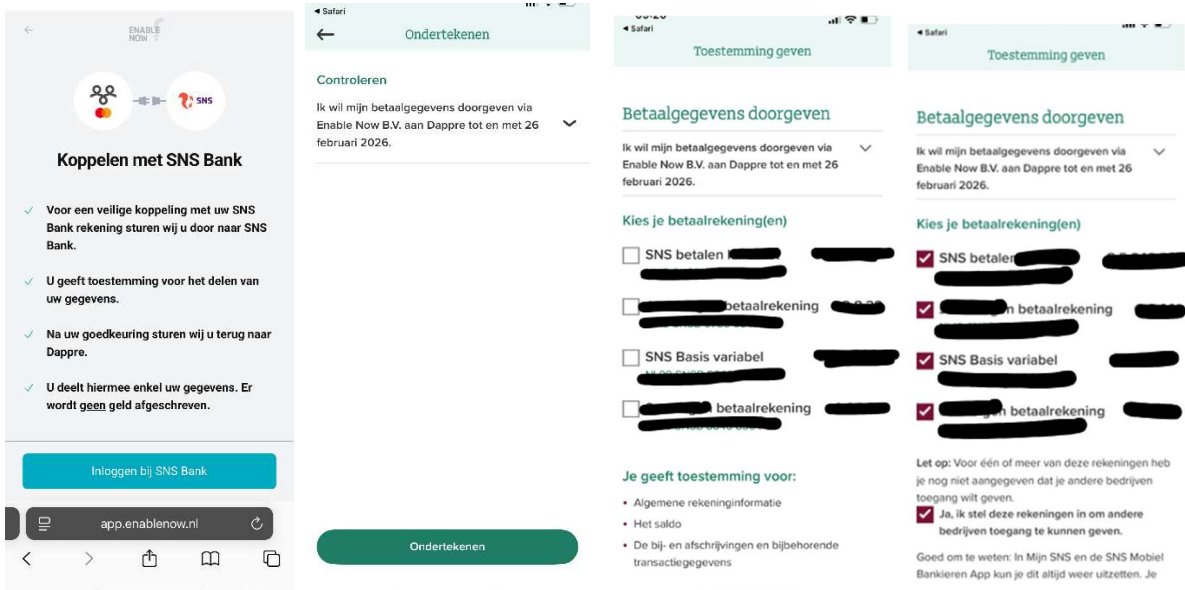 ENABLE
NOW
SNS
Koppelen met SNS Bank
Voor een veilige koppeling met uw SNS
Bank rekening sturen wij u door naar SNS
Bank.
U geeft toestemming voor het delen van
uw gegevens.
Na uw goedkeuring sturen wij u terug naar
Dappre.
U deelt hiermee enkel uw gegevens. Er
wordt geen geld afgeschreven.
Inloggen bij SNS Bank
app.enablenow.nl
Safari
Ondertekenen
Controleren
Ik wil mijn betaalgegevens doorgeven via
Enable Now B.V. aan Dappre tot en met 26
februari 2026.
Ondertekenen
Safari
Toestemming geven
Betaalgegevens doorgeven
Ik wil mijn betaalgegevens doorgeven via
Enable Now B.V. aan Dappre tot en met 26
februari 2026.
Kies je betaalrekening(en)
SNS betalen
betaalrekening
SNS Basis variabel
betaalrekening
Je geeft toestemming voor:
• Algemene rekeninginformatie
• Het saldo
• De bij- en afschrijvingen en bijbehorende
transactiegegevens
Safari
Toestemming geven
Betaalgegevens doorgeven
Ik wil mijn betaalgegevens doorgeven via
Enable Now B.V. aan Dappre tot en met 26
februari 2026.
Kies je betaalrekening(en)
SNS betalen
betaalrekening
SNS Basis variabel
betaalrekening
Let op: Voor één of meer van deze rekeningen heb
je nog niet aangegeven dat je andere bedrijven
toegang wilt geven.
Ja, ik stel deze rekeningen in om andere
bedrijven toegang te kunnen geven.
Goed om te weten: In Mijn SNS en de SNS Mobiel
Bankieren App kun je dit altijd weer uitzetten. Je